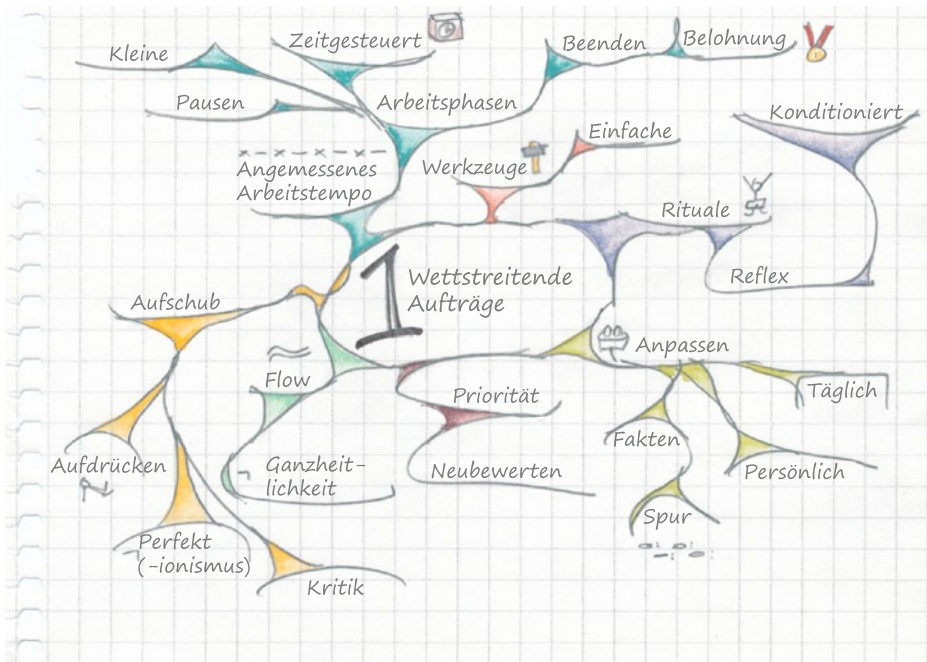 Kleine
Zeitgesteuert
Beenden
Belohnung
Pausen
Arbeitsphasen
Konditioniert
Angemessenes
Arbeitstempo
Werkzeuge
Einfache
Rituale
Reflex
1
Wettstreitende
Aufträge
Aufschub
Anpassen
Flow
Priorität
Täglich
Fakten
Aufdrücken
Ganzheit-
lichkeit
Neubewerten
Persönlich
Spur
Perfekt
(-ionismus)
Kritik